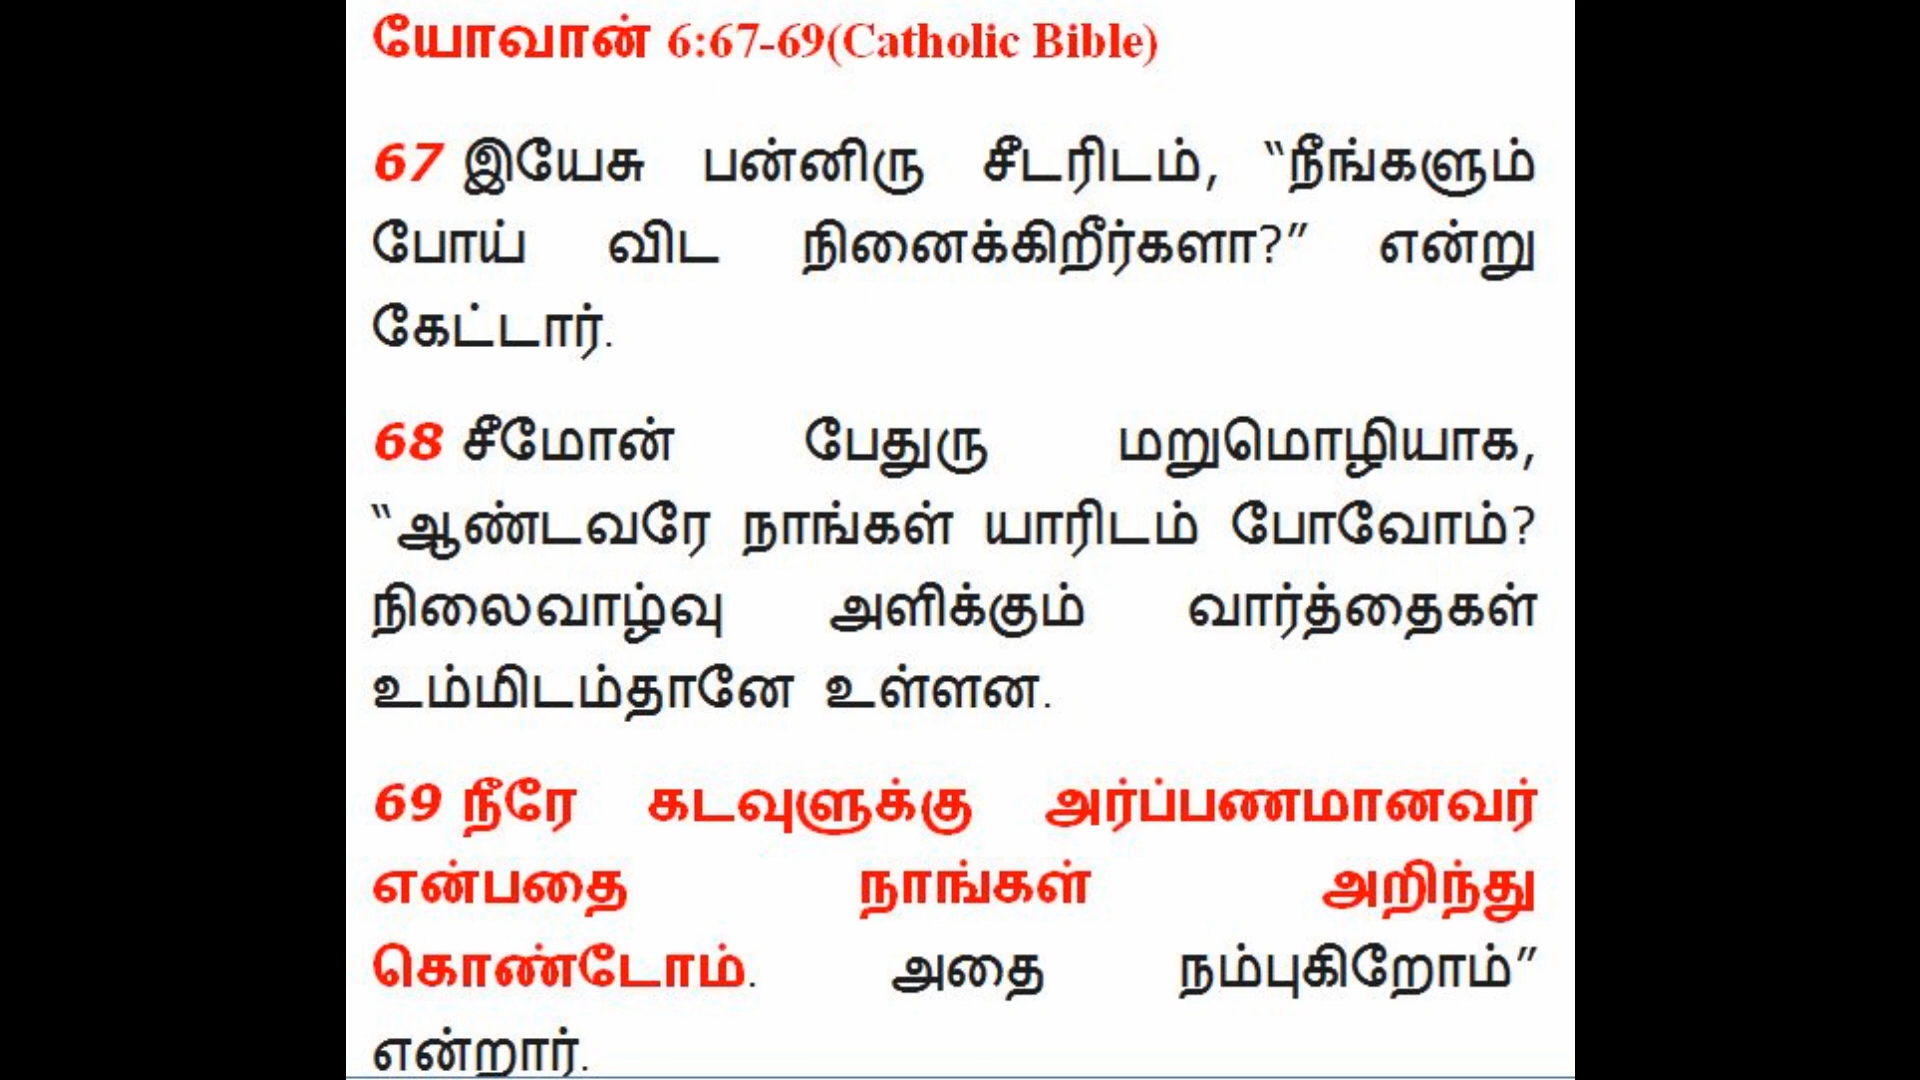 யோவான் 6:67-69(Catholic Bible)
67 இயேசு பன்னிரு சீடரிடம், “நீங்களும்
போய் விட நினைக்கிறீர்களா?” என்று
கேட்டார்.
68 சீமோன் பேதுரு மறுமொழியாக,
“ஆண்டவரே நாங்கள் யாரிடம் போவோம்?
நிலைவாழ்வு அளிக்கும் வார்த்தைகள்
உம்மிடம்தானே உள்ளன.
69 நீரே கடவுளுக்கு அர்ப்பணமானவர்
என்பதை நாங்கள் அறிந்து
கொண்டோம். அதை நம்புகிறோம்”
என்றார்.